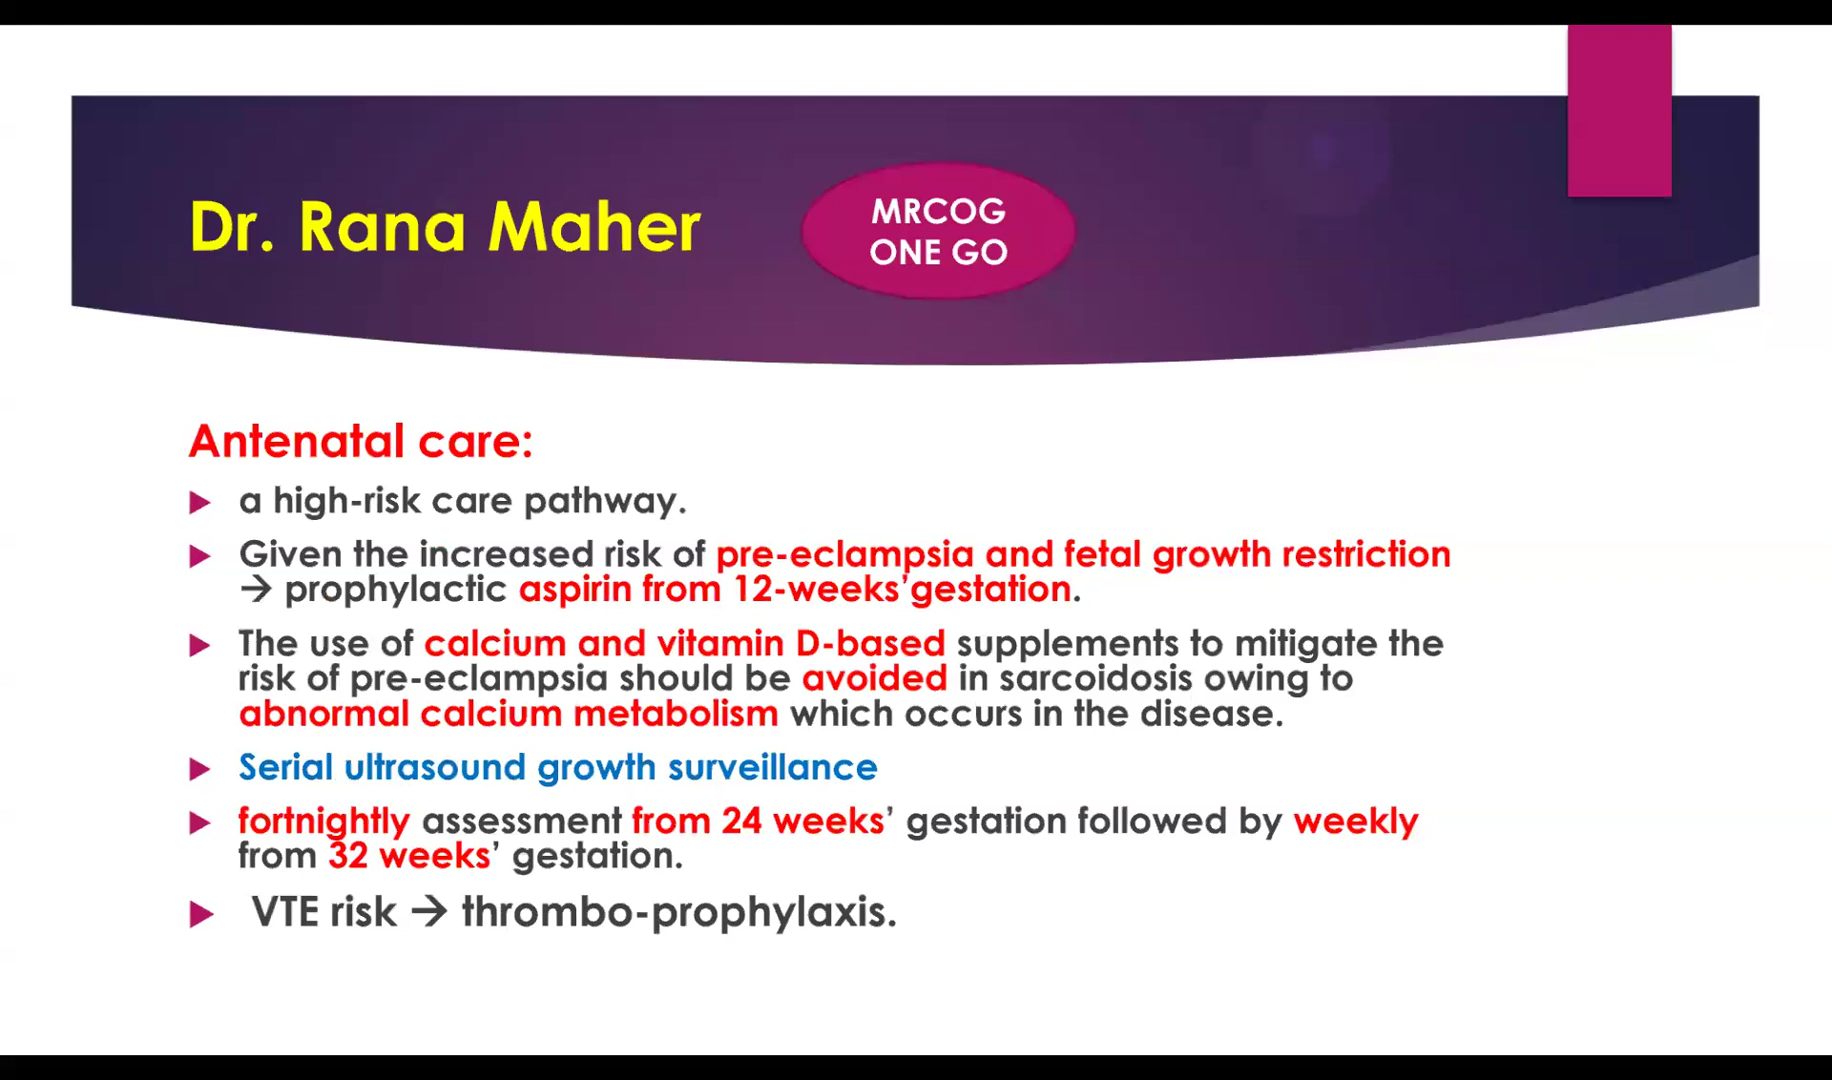 Dr. Rana Maher
MRCOG
ONE GO
Antenatal care:
a high-risk care pathway.
Given the increased risk of pre-eclampsia and fetal growth restriction
→ prophylactic aspirin from 12-weeks’gestation.
The use of calcium and vitamin D-based supplements to mitigate the
risk of pre-eclampsia should be avoided in sarcoidosis owing to
abnormal calcium metabolism which occurs in the disease.
Serial ultrasound growth surveillance
fortnightly assessment from 24 weeks’ gestation followed by weekly
from 32 weeks’ gestation.
VTE risk → thrombo-prophylaxis.